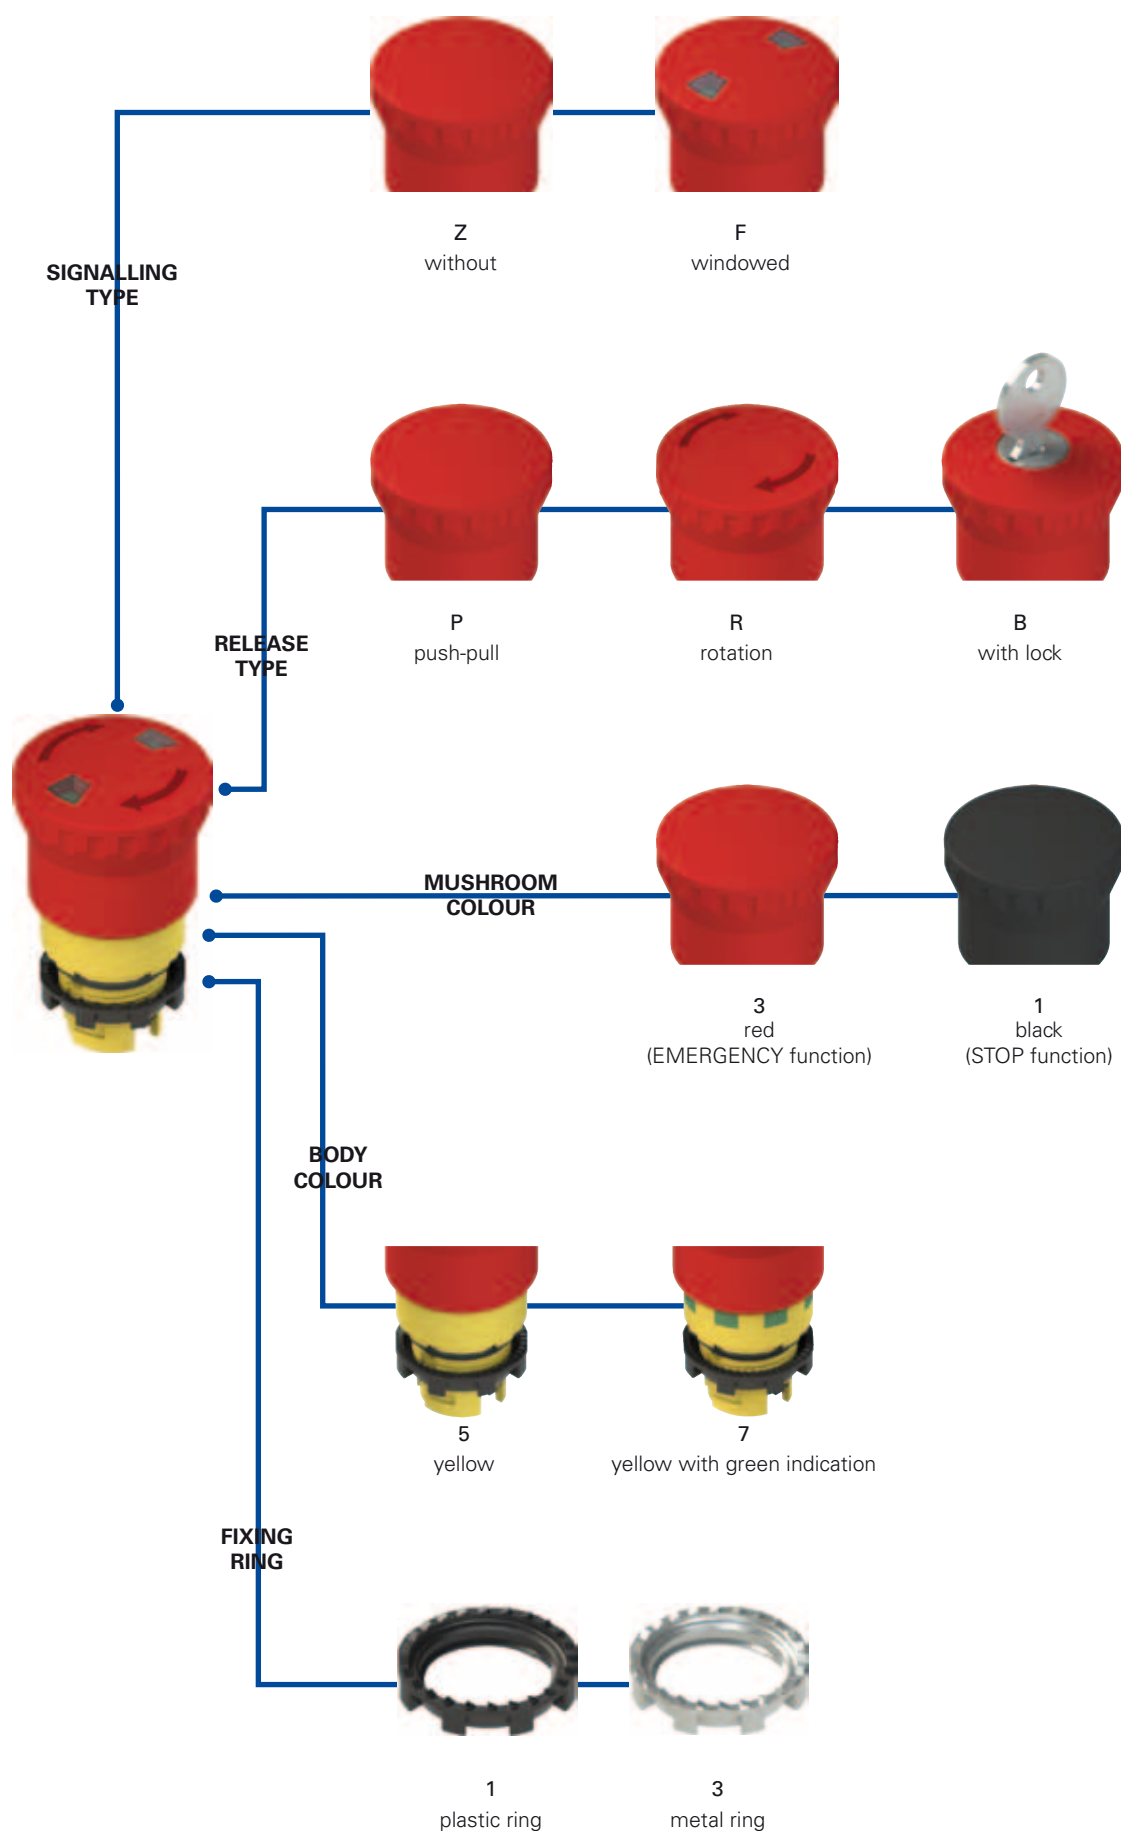 Z
without
F
windowed
SIGNALLING
TYPE
P
push-pull
R
rotation
B
with lock
RELEASE
TYPE
MUSHROOM
COLOUR
3
red
(EMERGENCY function)
1
black
(STOP function)
BODY
COLOUR
5
yellow
7
yellow with green indication
FIXING
RING
1
plastic ring
3
metal ring